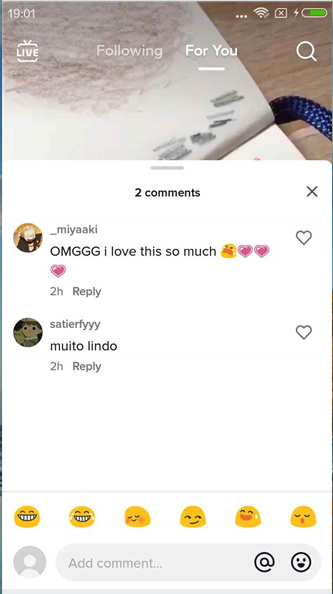 19:01
LIVE
Following
For You
2 comments
_miyaaki
OMGGG i love this so much 😫💗💗
💗
2h Reply
satierfyyy
muito lindo
2h Reply
Add comment...